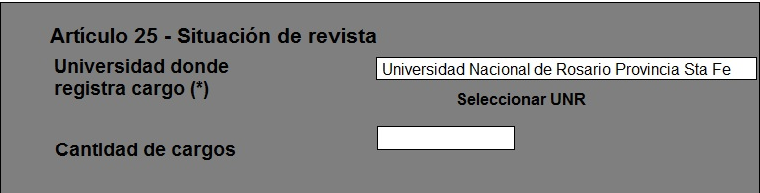 Artículo 25 - Situación de revista
Universidad donde
registra cargo (*)
Universidad Nacional de Rosario Provincia Sta Fe
Seleccionar UNR
Cantidad de cargos